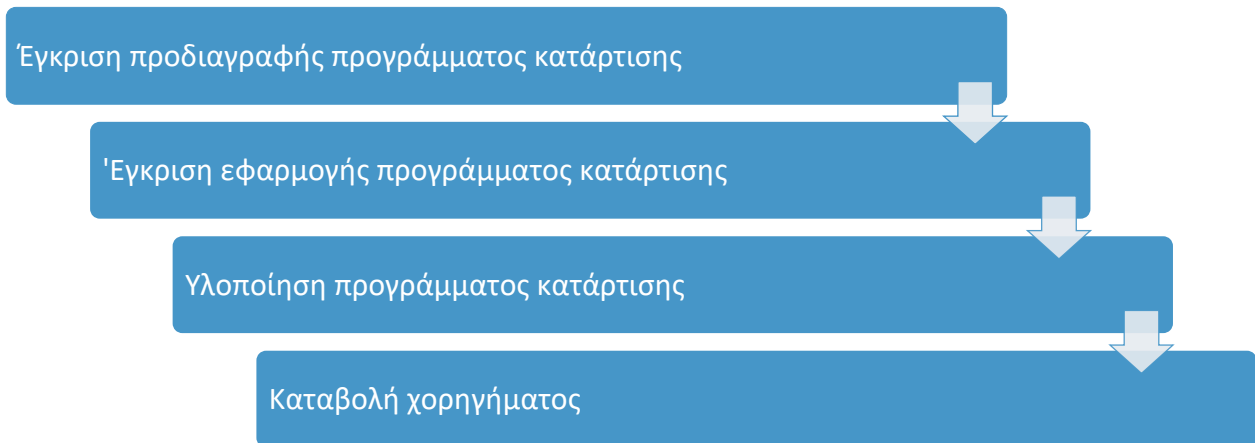 Έγκριση προδιαγραφής προγράμματος κατάρτισης
'Εγκριση εφαρμογής προγράμματος κατάρτισης
Υλοποίηση προγράμματος κατάρτισης
Καταβολή χορηγήματος